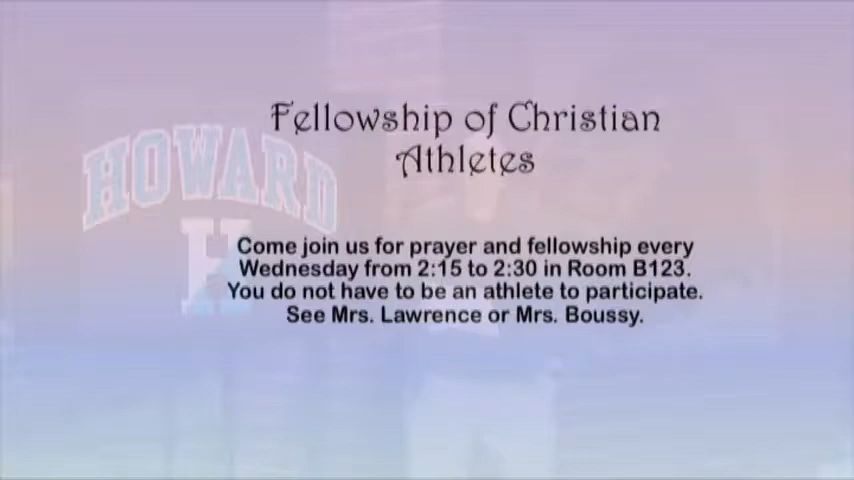 Fellowship of Christian
Athletes
HOWARD
H
Come join us for prayer and fellowship every
Wednesday from 2:15 to 2:30 in Room B123.
You do not have to be an athlete to participate.
See Mrs. Lawrence or Mrs. Boussy.